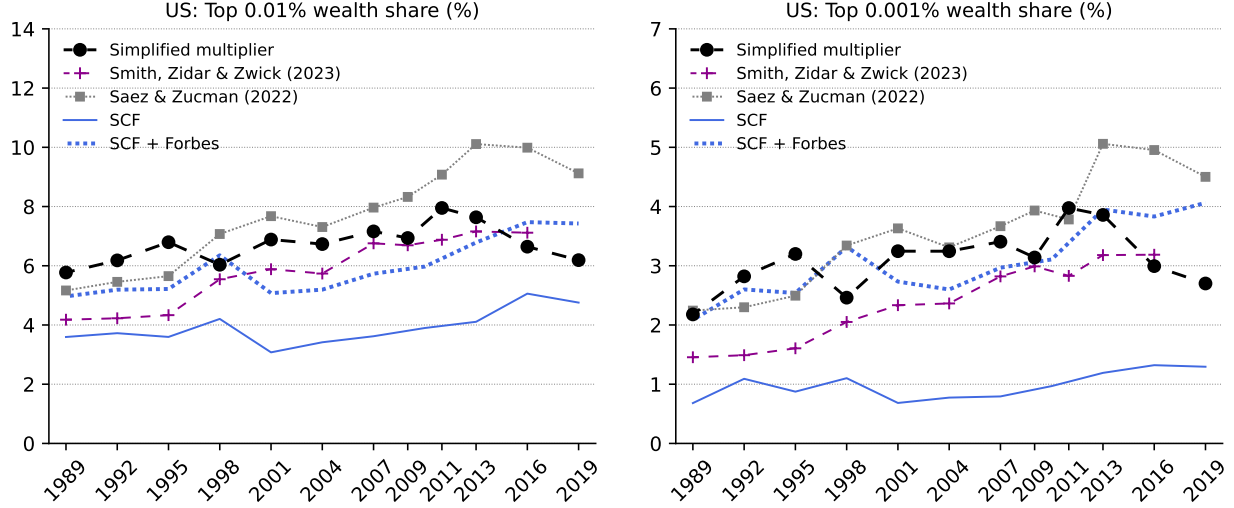 US: Top 0.01% wealth share (%)
14
12
10
8
6
4
2
0
Simplified multiplier
Smith, Zidar & Zwick (2023)
Saez & Zucman (2022)
SCF
SCF + Forbes
1989 1992 1995 1998 2001 2004 2007 2009 2011 2013 2016 2019
US: Top 0.001% wealth share (%)
7
6
5
4
3
2
1
0
Simplified multiplier
Smith, Zidar & Zwick (2023)
Saez & Zucman (2022)
SCF
SCF + Forbes
1989 1992 1995 1998 2001 2004 2007 2009 2011 2013 2016 2019